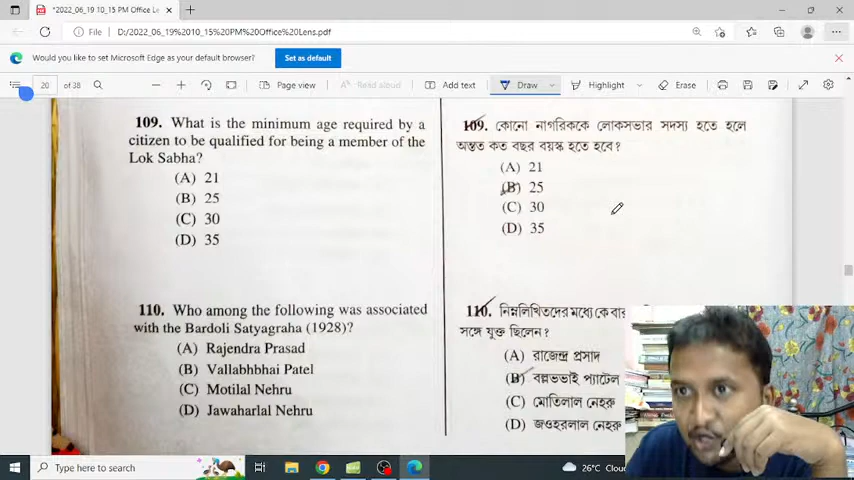 *2022_06_19%2010_15 PM Office Le
File
D:/2022_06_19%2010_15%20PM%20Office%20Lens.pdf
Would you like to set Microsoft Edge as your default browser?
Set as default
20
of 38
Page view
Read aloud
Add text
Draw
Highlight
Erase
109. What is the minimum age required by a
citizen to be qualified for being a member of the
Lok Sabha?
(A) 21
(B) 25
(C) 30
(D) 35
110. Who among the following was associated
with the Bardoli Satyagraha (1928)?
(A) Rajendra Prasad
(B) Vallabhbhai Patel
(C) Motilal Nehru
(D) Jawaharlal Nehru
109. কোনো নাগরিককে লোকসভার সদস্য হতে হলে
অন্তত কত বছর বয়স্ক হতে হবে?
(A) 21
(B) 25
(C) 30
(D) 35
110. নিম্নলিখিতদের মধ্যে কে বার
সঙ্গে যুক্ত ছিলেন?
(A) রাজেন্দ্র প্রসাদ
(B) বল্লভভাই প্যাটেল
(C) মোতিলাল নেহরু
(D) জওহরলাল নেহরু
Type here to search
26°C Cloud